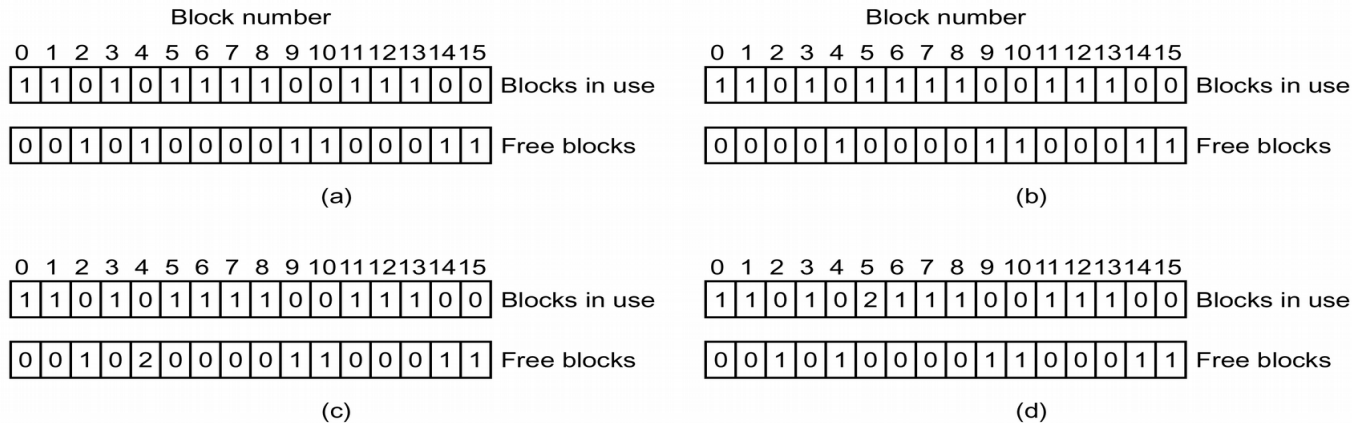 Block number
0 1 2 3 4 5 6 7 8 9 10 11 12 13 14 15
1 1 0 1 0 1 1 1 1 0 0 1 1 1 0 0 Blocks in use
0 0 1 0 1 0 0 0 0 1 1 0 0 0 1 1 Free blocks
(a)
Block number
0 1 2 3 4 5 6 7 8 9 10 11 12 13 14 15
1 1 0 1 0 1 1 1 1 0 0 1 1 1 0 0 Blocks in use
0 0 0 0 1 0 0 0 0 1 1 0 0 0 1 1 Free blocks
(b)
0 1 2 3 4 5 6 7 8 9 10 11 12 13 14 15
1 1 0 1 0 1 1 1 1 0 0 1 1 1 0 0 Blocks in use
0 0 1 0 2 0 0 0 0 1 1 0 0 0 1 1 Free blocks
(c)
0 1 2 3 4 5 6 7 8 9 10 11 12 13 14 15
1 1 0 1 0 2 1 1 1 0 0 1 1 1 0 0 Blocks in use
0 0 1 0 1 0 0 0 0 1 1 0 0 0 1 1 Free blocks
(d)